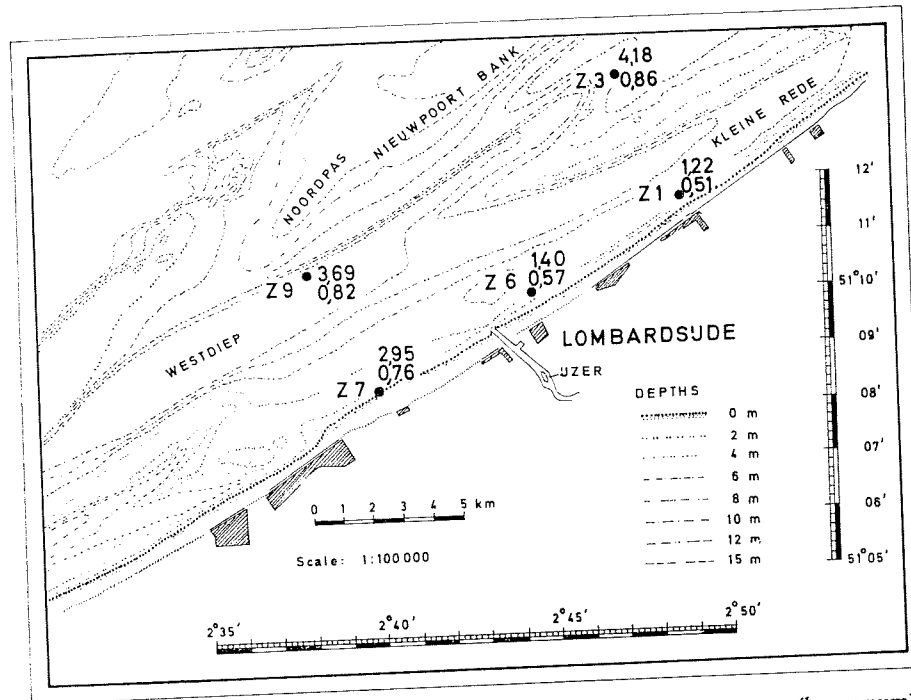 4,18
Z 3 0,86
NIEUWPOORT BANK
KLEINE REDE
NOORDPAS
1,22
Z 1 0,51
12'
11'
1,40
Z 6 0,57
3,69
Z 9 0,82
51°10'
WESTDIEP
LOMBARDSIJDE
09'
2,95
Z 7 0,76
IJZER
DEPTHS
08'
0 m
2 m
4 m
07'
6 m
8 m
06'
10 m
12 m
15 m
51°05'
0 1 2 3 4 5 km
Scale: 1:100 000
2°35' 2°40' 2°45' 2°50'